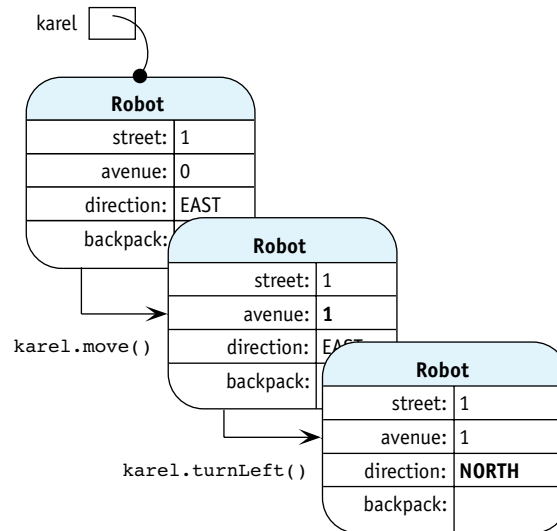 karel
Robot
street: 1
avenue: 0
direction: EAST
backpack:
karel.move()
Robot
street: 1
avenue: 1
direction: EAST
backpack:
karel.turnLeft()
Robot
street: 1
avenue: 1
direction: NORTH
backpack: